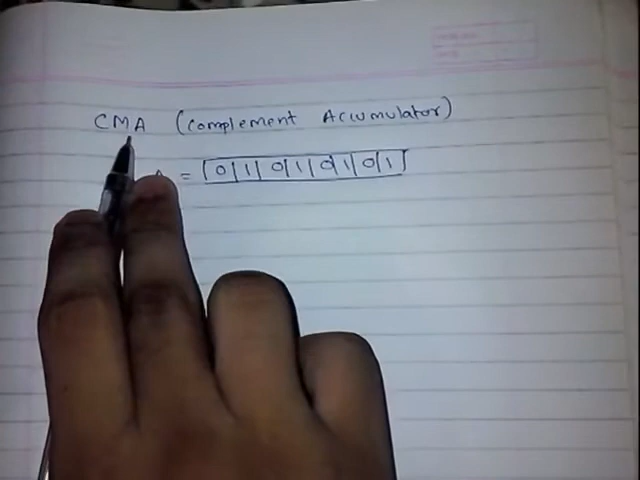 CMA (Complement Accumulator)
A = 0 1 0 1 0 1 0 1